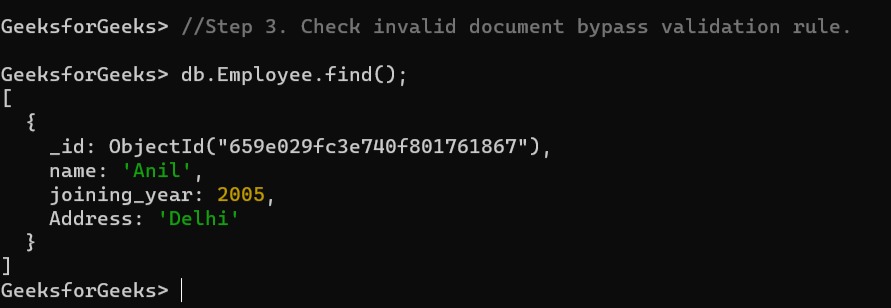 GeeksforGeeks> //Step 3. Check invalid document bypass validation rule.
GeeksforGeeks> db.Employee.find();
[
  {
    _id: ObjectId("659e029fc3e740f801761867"),
    name: 'Anil',
    joining_year: 2005,
    Address: 'Delhi'
  }
]
GeeksforGeeks>